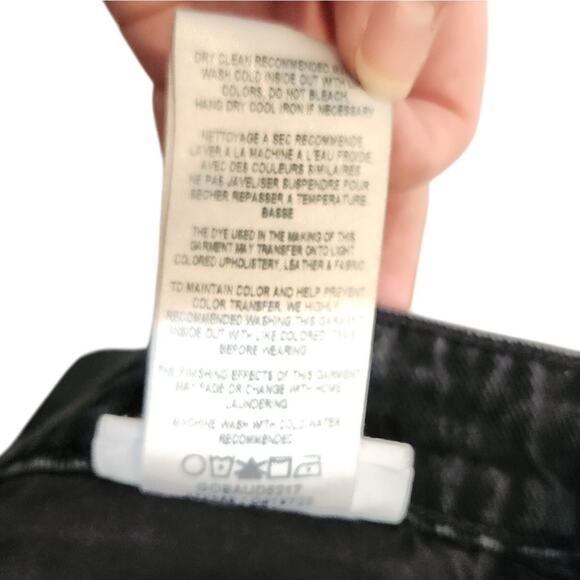 DRY CLEAN RECOMMENDED
WASH COLD INSIDE OUT WITH
COLORS, DO NOT BLEACH,
HAND DRY COOL IRON IF NECESSARY
NETTOYAGE A SEC RECOMMENDE
LAVER A LA MACHINE A L'EAU FROIDE,
AVEC DES COULEURS SIMILAIRES
NE PAS JAVELISER SUSPENDRE POUR
SECHER REPASSER A TEMPERATURE
BASSE
THE DYE USED IN THE MAKING OF THIS
GARMENT MAY TRANSFER ONTO LIGHT
COLORED UPHOLSTERY, LEATHER & FABRIC
TO MAINTAIN COLOR AND HELP PREVENT
COLOR TRANSFER, WE HIGHLY
RECOMMENDED WASHING THIS GARMENT
INSIDE OUT WITH LIKE COLORED
BEFORE WEARING
THE FINISHING EFFECTS OF THIS GARMENT
MAY FADE OR CHANGE WITH HOME
LAUNDERING
MACHINE WASH WITH COLD WATER
RECOMMENDED